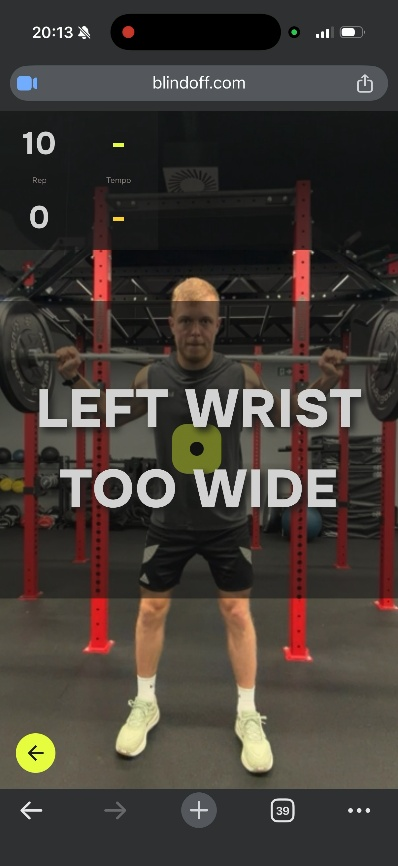 20:13
blindoff.com
10 -
Rep Tempo
0 -
LEFT WRIST
TOO WIDE
39